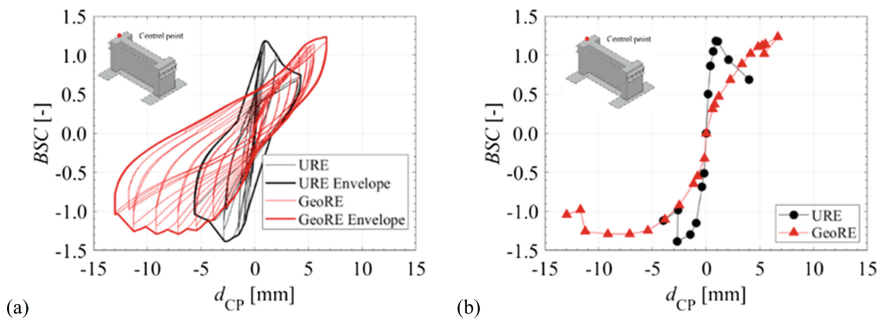 Control point
1.5
1.0
0.5
0.0
-0.5
-1.0
-1.5
BSC [-]
URE
URE Envelope
GeoRE
GeoRE Envelope
-15 -10 -5 0 5 10 15
d_CP [mm]
(a)
Control point
1.5
1.0
0.5
0.0
-0.5
-1.0
-1.5
BSC [-]
URE
GeoRE
-15 -10 -5 0 5 10 15
d_CP [mm]
(b)